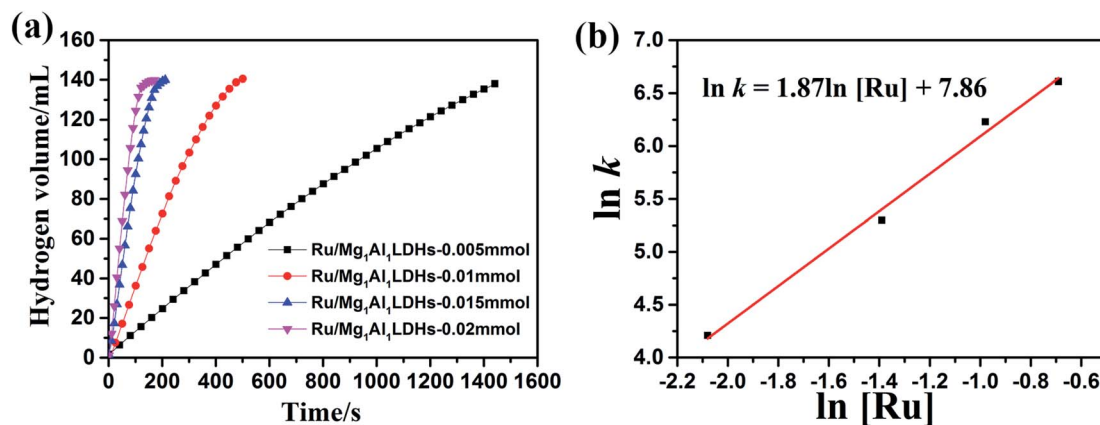 (a)
160
140
120
100
80
60
40
20
0
Hydrogen volume/mL
Ru/Mg₁Al₁LDHs-0.005mmol
Ru/Mg₁Al₁LDHs-0.01mmol
Ru/Mg₁Al₁LDHs-0.015mmol
Ru/Mg₁Al₁LDHs-0.02mmol
0 200 400 600 800 1000 1200 1400 1600
Time/s
(b)
7.0
6.5
6.0
5.5
5.0
4.5
4.0
ln k
ln k = 1.87ln [Ru] + 7.86
-2.2 -2.0 -1.8 -1.6 -1.4 -1.2 -1.0 -0.8 -0.6
ln [Ru]